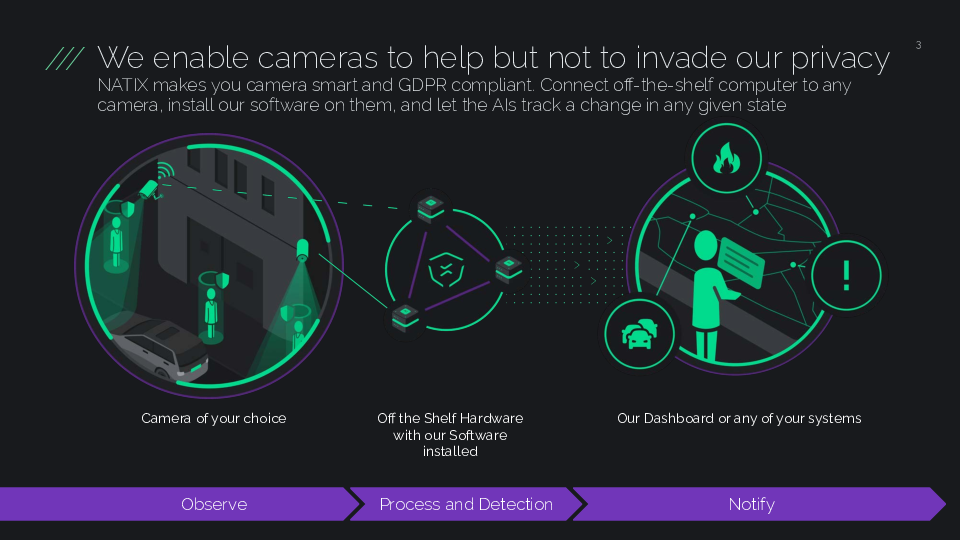 We enable cameras to help but not to invade our privacy
3
NATIX makes you camera smart and GDPR compliant. Connect off-the-shelf computer to any
camera, install our software on them, and let the AIs track a change in any given state
Camera of your choice
Off the Shelf Hardware
with our Software
installed
Our Dashboard or any of your systems
Observe
Process and Detection
Notify